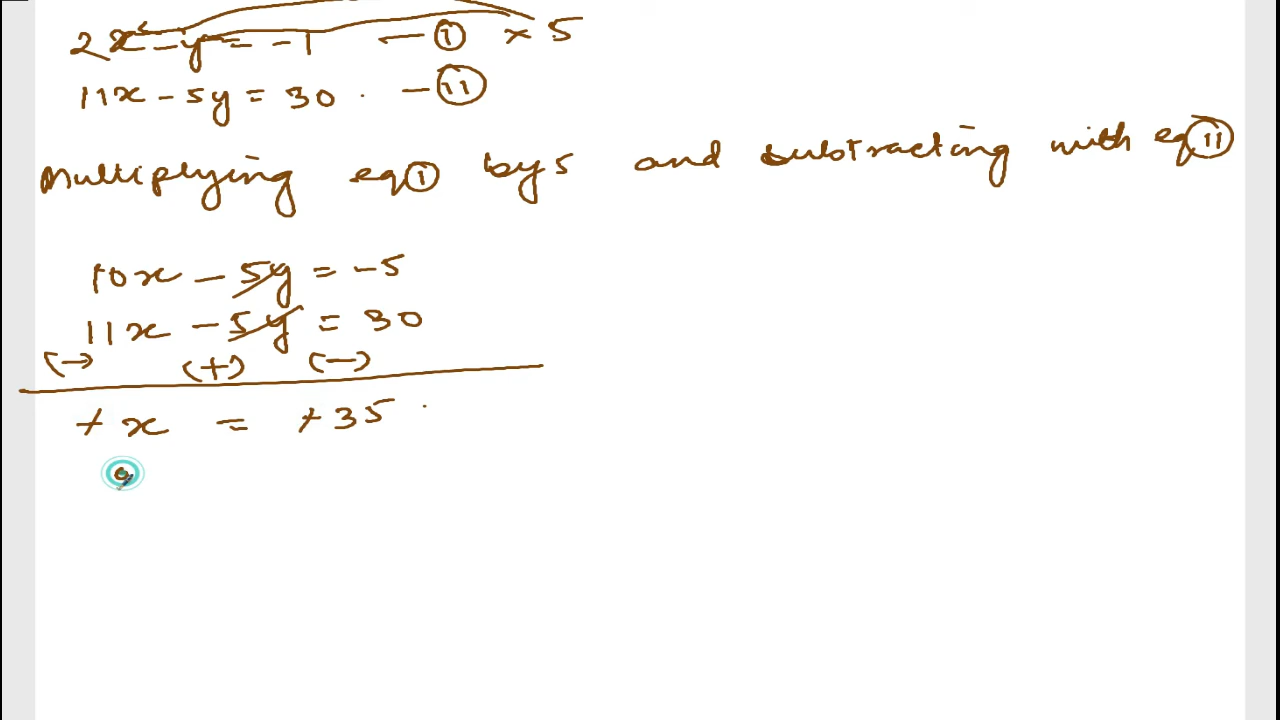 2x - y = -1 — (i) × 5
11x - 5y = 30 . — (ii)
Multiplying eq (i) by 5 and subtracting with eq (ii)
10x - 5y = -5
11x - 5y = 30
(-) (+) (-)
+ x = +35